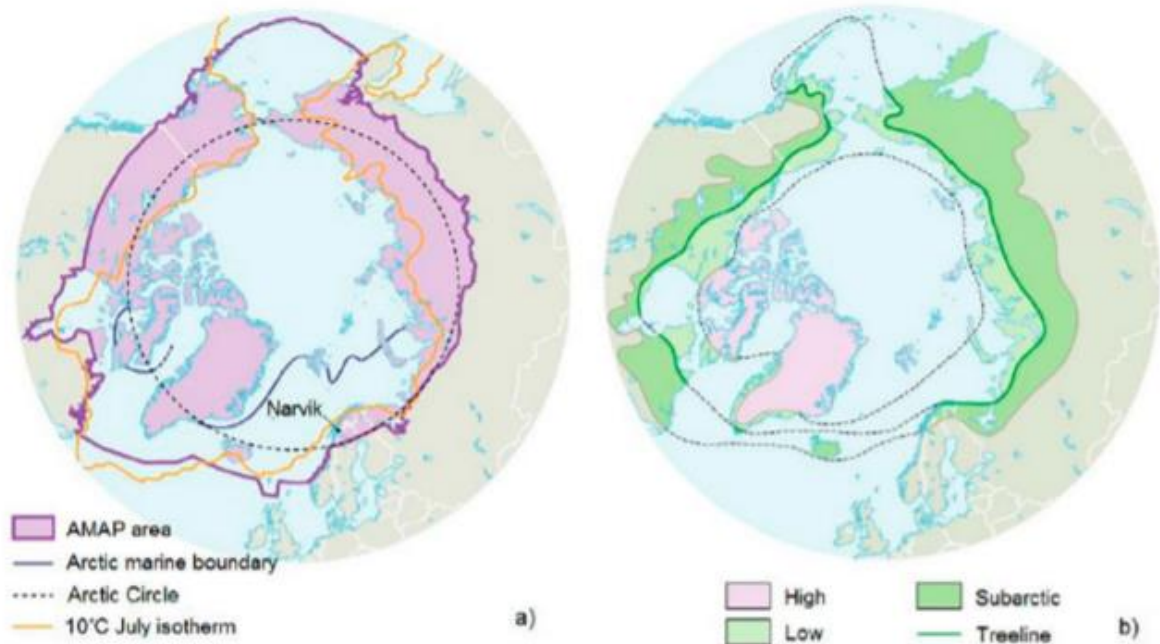 Narvik
AMAP area
Arctic marine boundary
Arctic Circle
10°C July isotherm
a)
High
Low
Subarctic
Treeline
b)